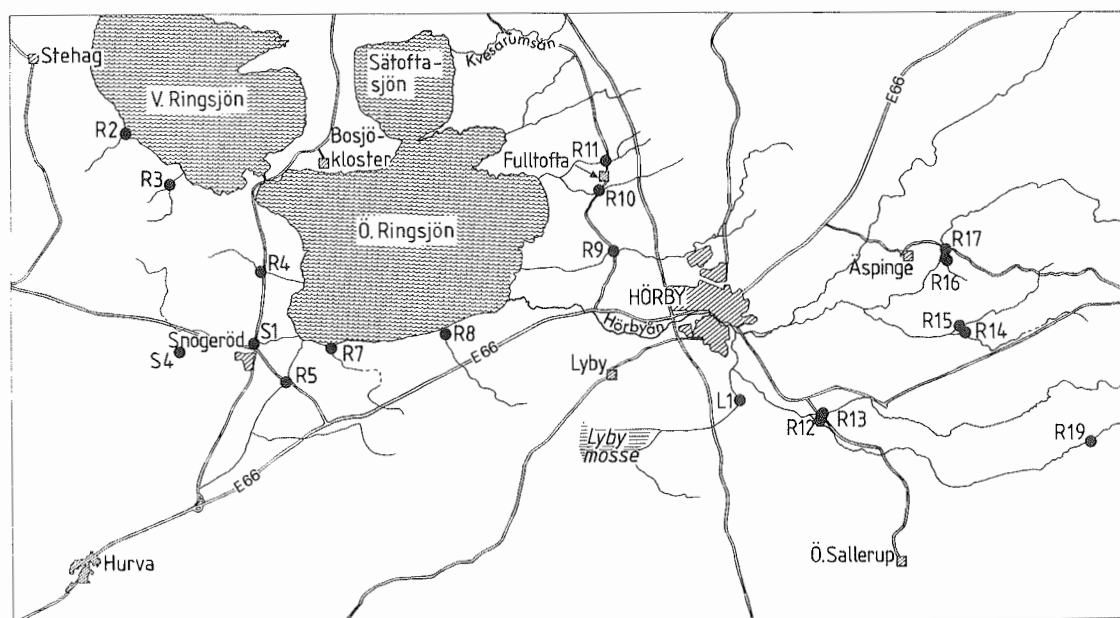 Stehag
V. Ringsjön
Sätofta-
sjön
Kvesarumsån
E66
R2
Bosjö-
kloster
R11
Fulltofta
R3
R10
Ö. Ringsjön
R9
R17
Äspinge
R16
R4
HÖRBY
Hörbyån
R15
R14
Snogeröd
S1
S4
R7
R8
E66
Lyby
R5
L1
R13
R12
Lyby
mosse
R19
E66
Hurva
Ö. Sallerup